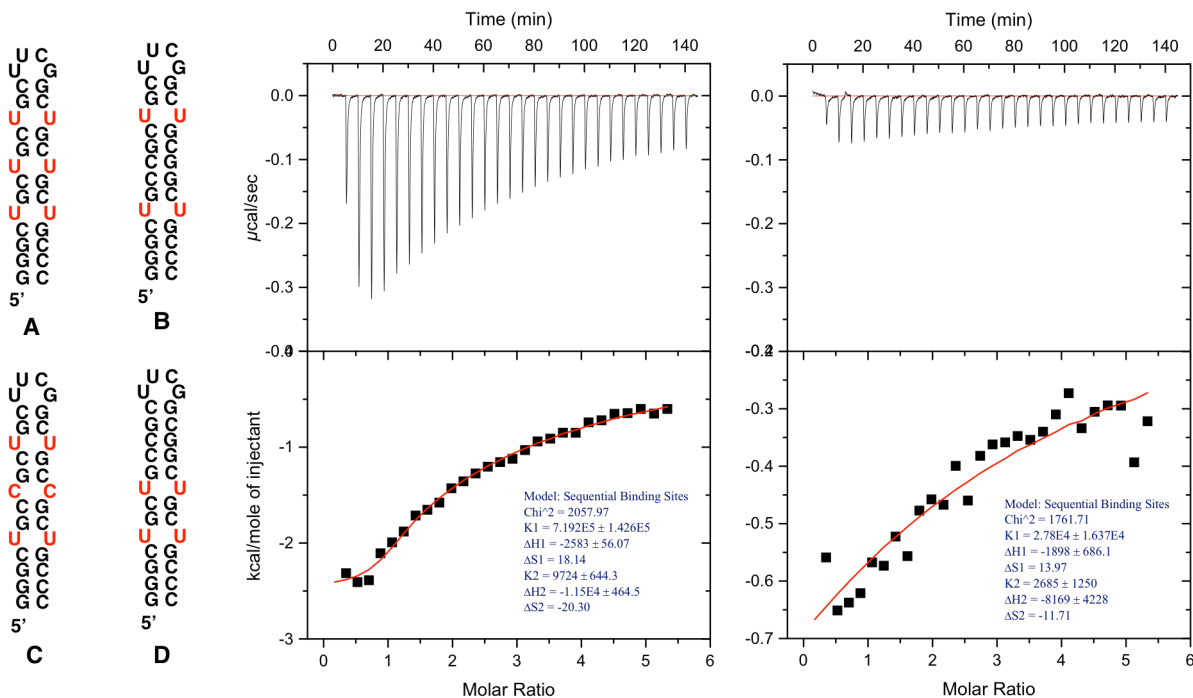 U C
U G
C G
G C
U U
C G
G C
U U
C G
G C
U U
C G
G C
G C
G C
5'
A
U C
U G
C G
G C
U U
C G
G C
C G
C G
G C
U U
C G
G C
G C
G C
5'
B
U C
U G
C G
G C
U U
C G
G C
C C
C G
G C
U U
C G
G C
G C
G C
5'
C
U C
U G
C G
G C
C G
C G
G C
U U
C G
G C
U U
C G
G C
G C
G C
5'
D
Time (min)
0 20 40 60 80 100 120 140
0.0
-0.1
-0.2
-0.3
µcal/sec
-1
-2
-3
kcal/mole of injectant
Model: Sequential Binding Sites
Chi^2 = 2057.97
K1 = 7.192E5 ± 1.426E5
ΔH1 = -2583 ± 56.07
ΔS1 = 18.14
K2 = 9724 ± 644.3
ΔH2 = -1.15E4 ± 464.5
ΔS2 = -20.30
0 1 2 3 4 5 6
Molar Ratio
Time (min)
0 20 40 60 80 100 120 140
0.0
-0.1
-0.2
-0.3
-0.3
-0.4
-0.5
-0.6
-0.7
Model: Sequential Binding Sites
Chi^2 = 1761.71
K1 = 2.78E4 ± 1.637E4
ΔH1 = -1898 ± 686.1
ΔS1 = 13.97
K2 = 2685 ± 1250
ΔH2 = -8169 ± 4228
ΔS2 = -11.71
0 1 2 3 4 5 6
Molar Ratio